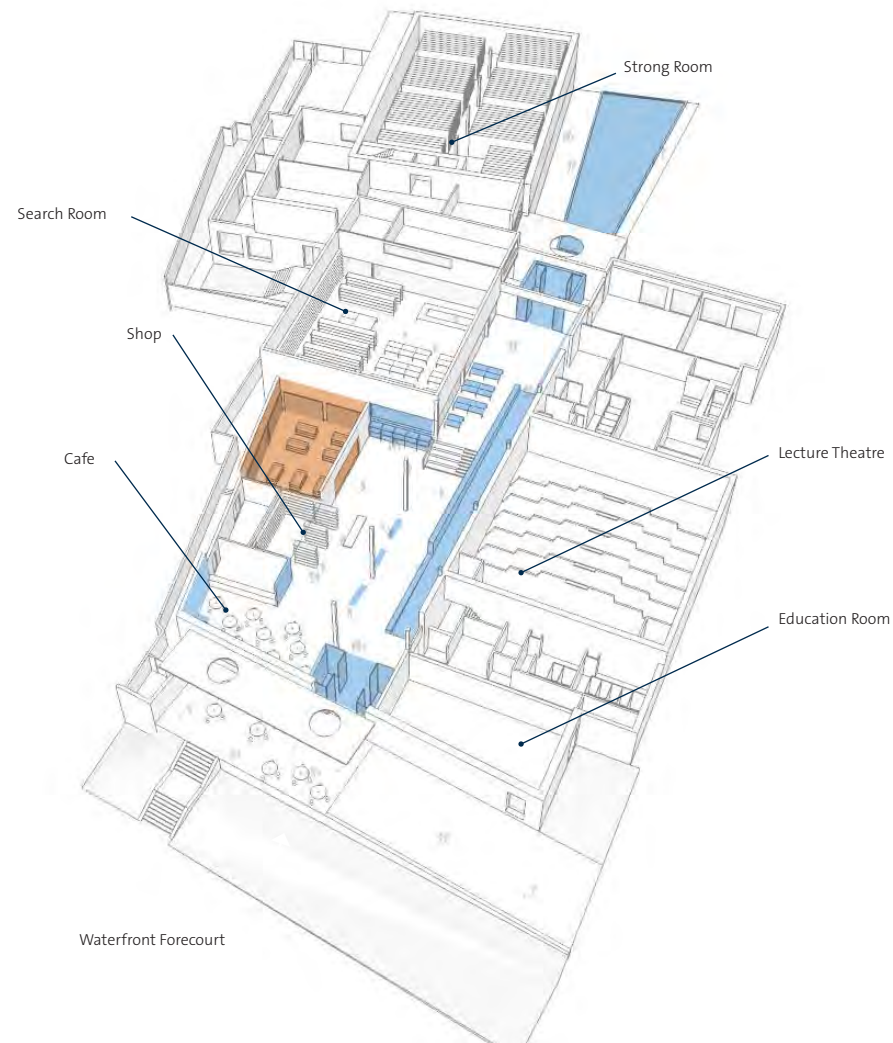 Strong Room
Search Room
Shop
Cafe
Lecture Theatre
Education Room
Waterfront Forecourt